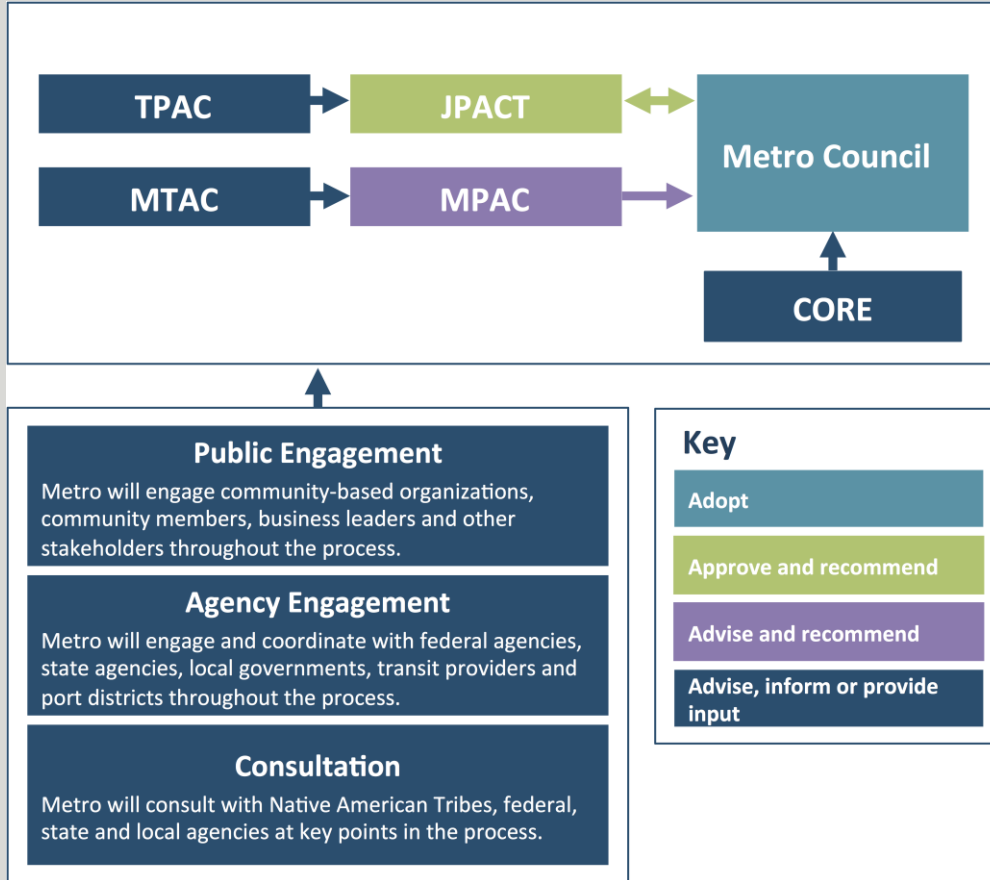 TPAC
JPACT
Metro Council
MTAC
MPAC
CORE
Public Engagement
Metro will engage community-based organizations,
community members, business leaders and other
stakeholders throughout the process.
Agency Engagement
Metro will engage and coordinate with federal agencies,
state agencies, local governments, transit providers and
port districts throughout the process.
Consultation
Metro will consult with Native American Tribes, federal,
state and local agencies at key points in the process.
Key
Adopt
Approve and recommend
Advise and recommend
Advise, inform or provide
input